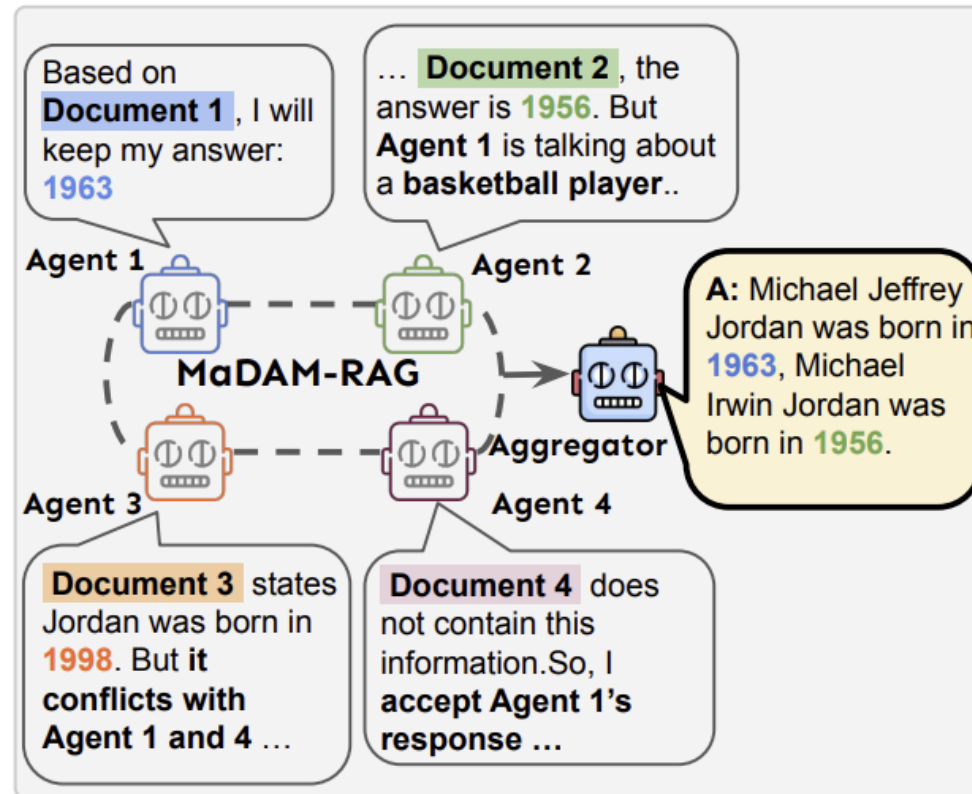 Based on
Document 1 , I will
keep my answer:
1963
... Document 2 , the
answer is 1956. But
Agent 1 is talking about
a basketball player..
Agent 1
Agent 2
MaDAM-RAG
Aggregator
A: Michael Jeffrey
Jordan was born in
1963, Michael
Irwin Jordan was
born in 1956.
Agent 3
Agent 4
Document 3 states
Jordan was born in
1998. But it
conflicts with
Agent 1 and 4 ...
Document 4 does
not contain this
information.So, I
accept Agent 1's
response ...